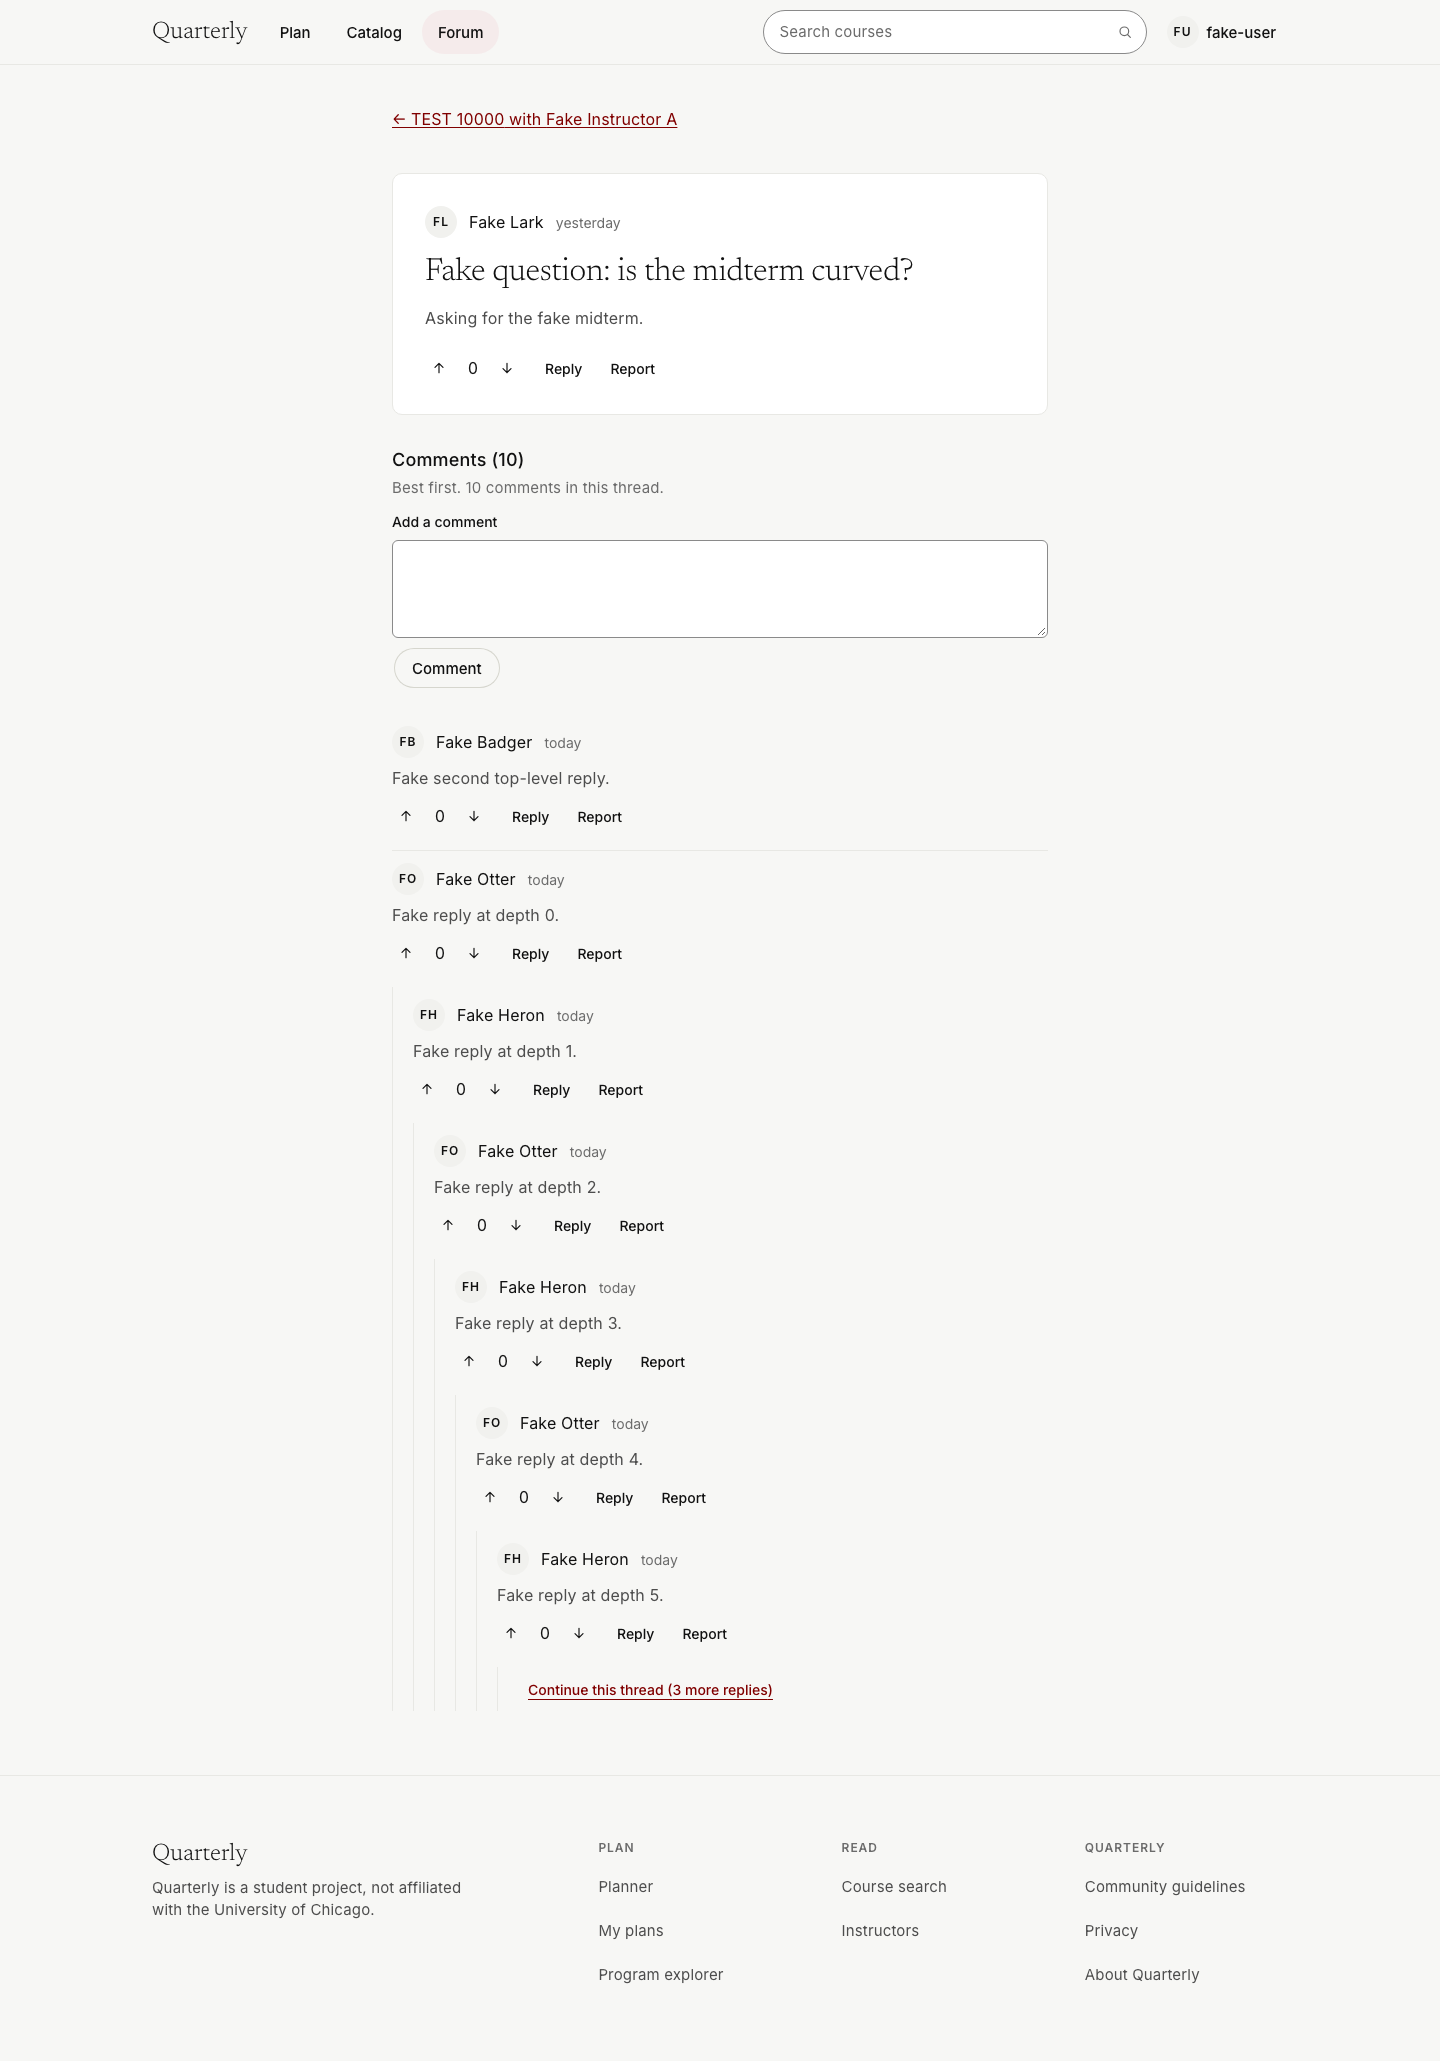 Quarterly Plan Catalog Forum Search courses FU fake-user
← TEST 10000 with Fake Instructor A
FL Fake Lark yesterday
Fake question: is the midterm curved?
Asking for the fake midterm.
↑ 0 ↓ Reply Report
Comments (10)
Best first. 10 comments in this thread.
Add a comment
Comment
FB Fake Badger today
Fake second top-level reply.
↑ 0 ↓ Reply Report
FO Fake Otter today
Fake reply at depth 0.
↑ 0 ↓ Reply Report
FH Fake Heron today
Fake reply at depth 1.
↑ 0 ↓ Reply Report
FO Fake Otter today
Fake reply at depth 2.
↑ 0 ↓ Reply Report
FH Fake Heron today
Fake reply at depth 3.
↑ 0 ↓ Reply Report
FO Fake Otter today
Fake reply at depth 4.
↑ 0 ↓ Reply Report
FH Fake Heron today
Fake reply at depth 5.
↑ 0 ↓ Reply Report
Continue this thread (3 more replies)
Quarterly
Quarterly is a student project, not affiliated
with the University of Chicago.
PLAN
Planner
My plans
Program explorer
READ
Course search
Instructors
QUARTERLY
Community guidelines
Privacy
About Quarterly